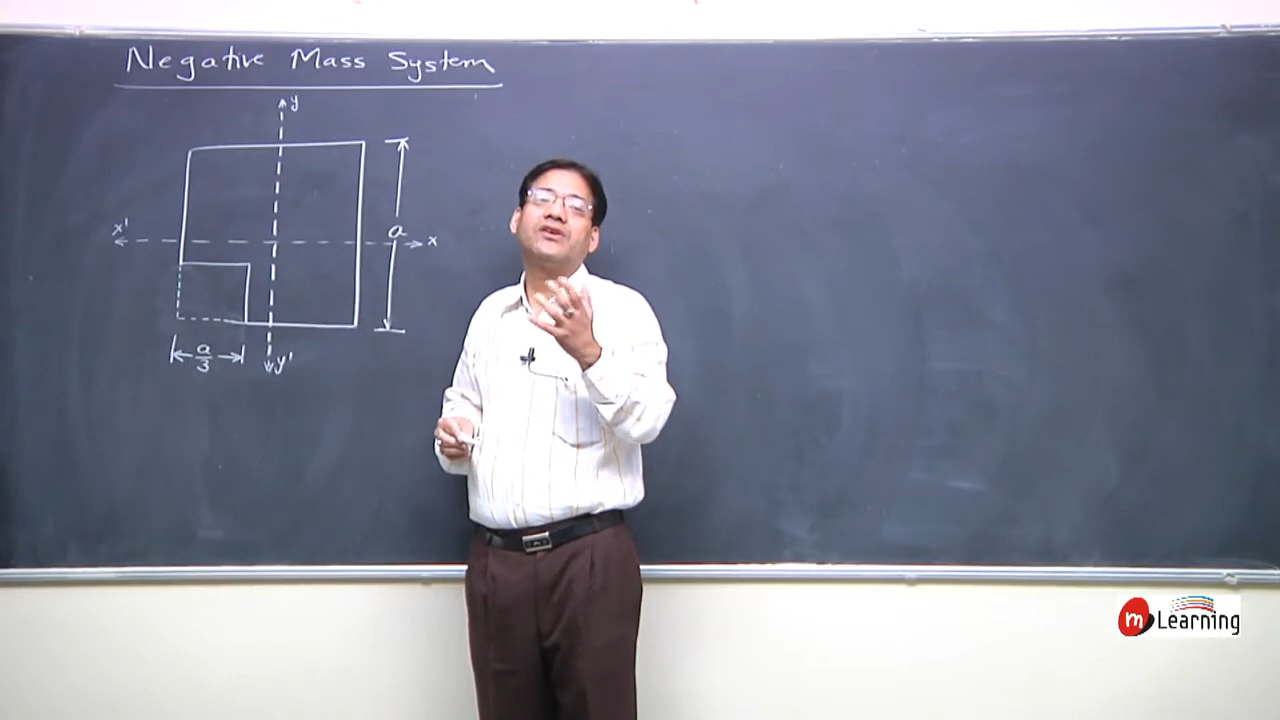 Negative Mass System
y
x'
a
x
a/3
y'
m Learning